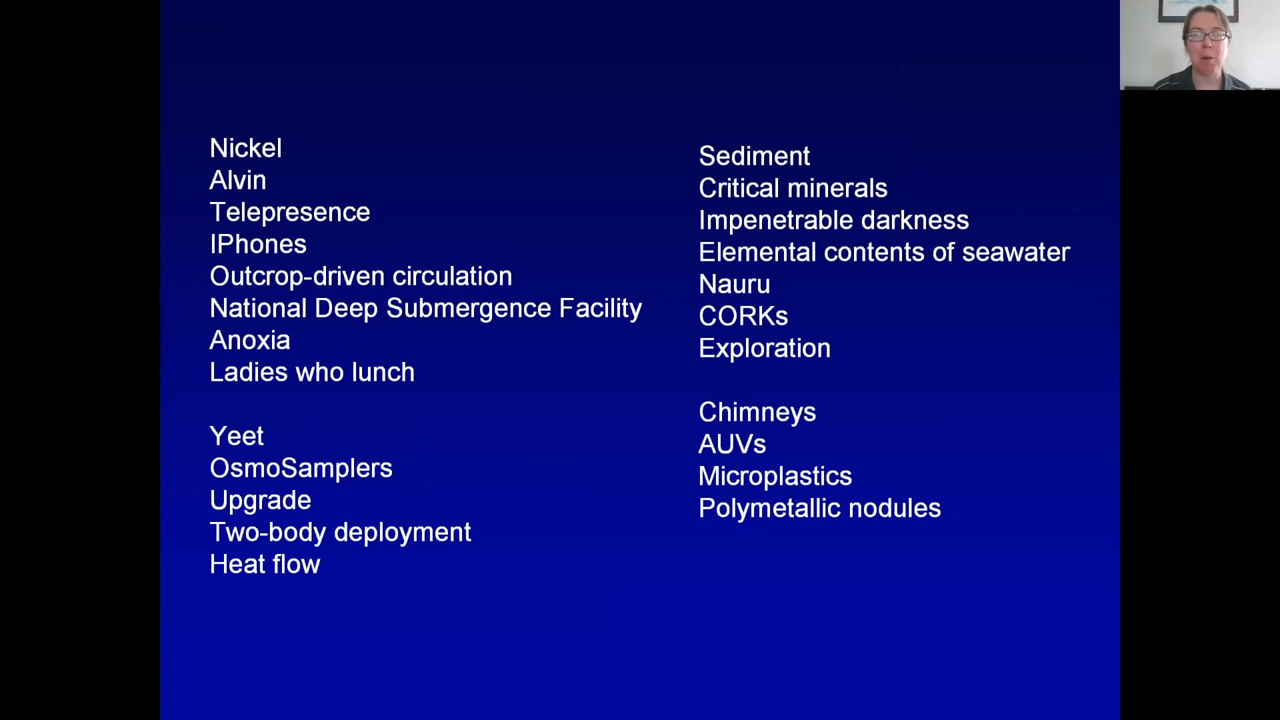 Nickel
Alvin
Telepresence
IPhones
Outcrop-driven circulation
National Deep Submergence Facility
Anoxia
Ladies who lunch
Yeet
OsmoSamplers
Upgrade
Two-body deployment
Heat flow
Sediment
Critical minerals
Impenetrable darkness
Elemental contents of seawater
Nauru
CORKs
Exploration
Chimneys
AUVs
Microplastics
Polymetallic nodules